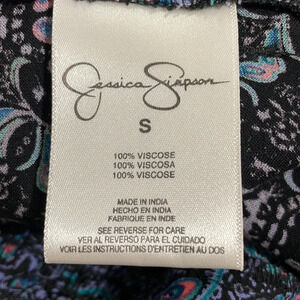 Jessica Simpson
S
100% VISCOSE
100% VISCOSA
100% VISCOSE
MADE IN INDIA
HECHO EN INDIA
FABRIQUE EN INDE
SEE REVERSE FOR CARE
VER AL REVERSO PARA EL CUIDADO
VOIR LES INSTRUCTIONS D'ENTRETIEN AU DOS